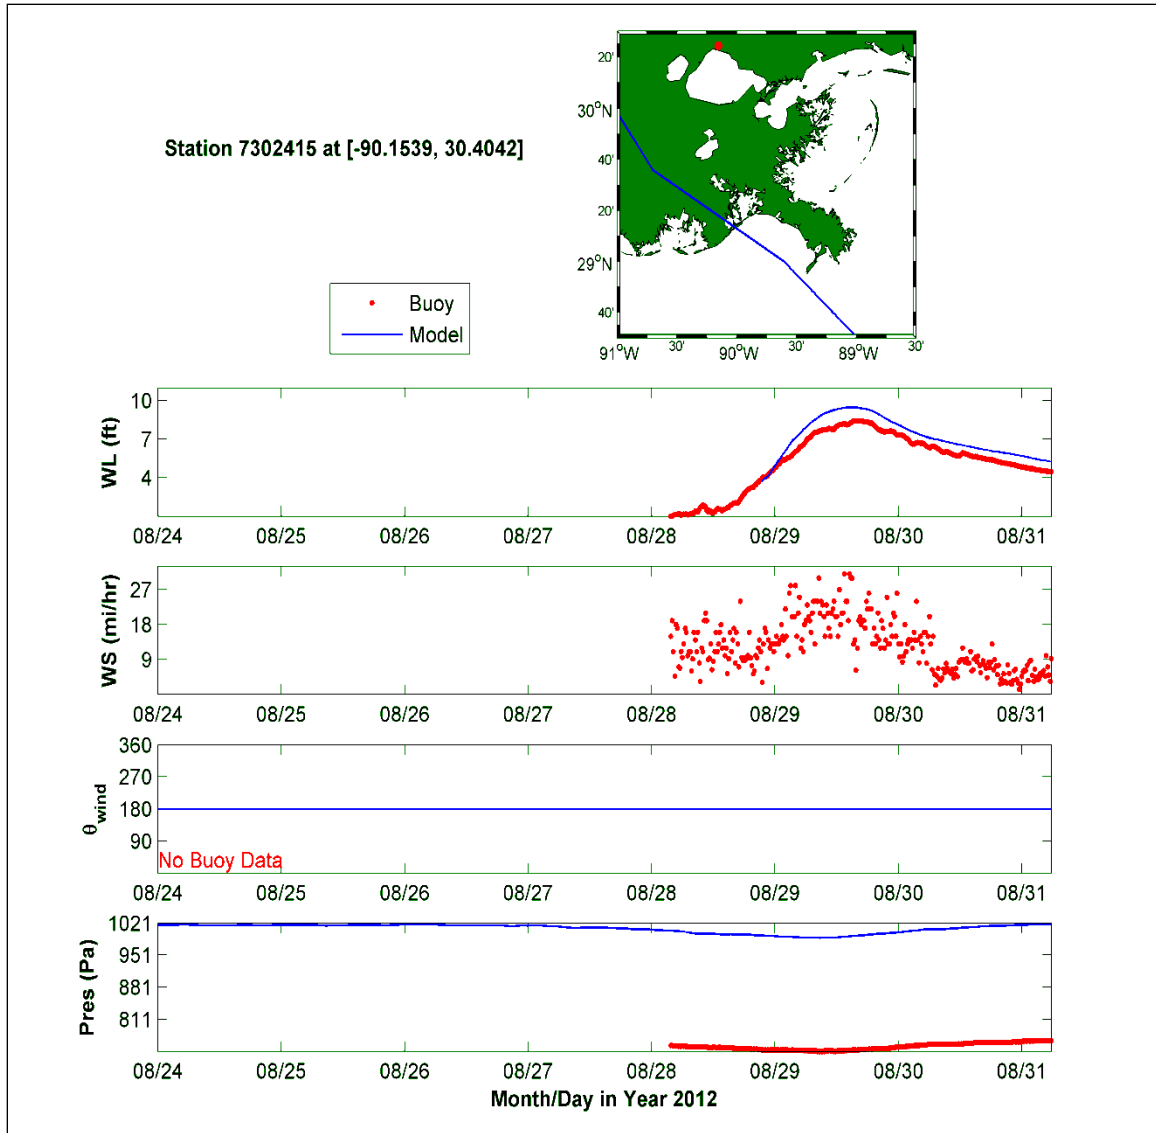 20'
30°N
Station 7302415 at [-90.1539, 30.4042]
40'
20'
29°N
40'
91°W 30' 90°W 30' 89°W 30'
Buoy
Model
WL (ft)
10
7
4
08/24 08/25 08/26 08/27 08/28 08/29 08/30 08/31
WS (mi/hr)
27
18
9
08/24 08/25 08/26 08/27 08/28 08/29 08/30 08/31
θwind
360
270
180
90
No Buoy Data
08/24 08/25 08/26 08/27 08/28 08/29 08/30 08/31
Pres (Pa)
1021
951
881
811
08/24 08/25 08/26 08/27 08/28 08/29 08/30 08/31
Month/Day in Year 2012